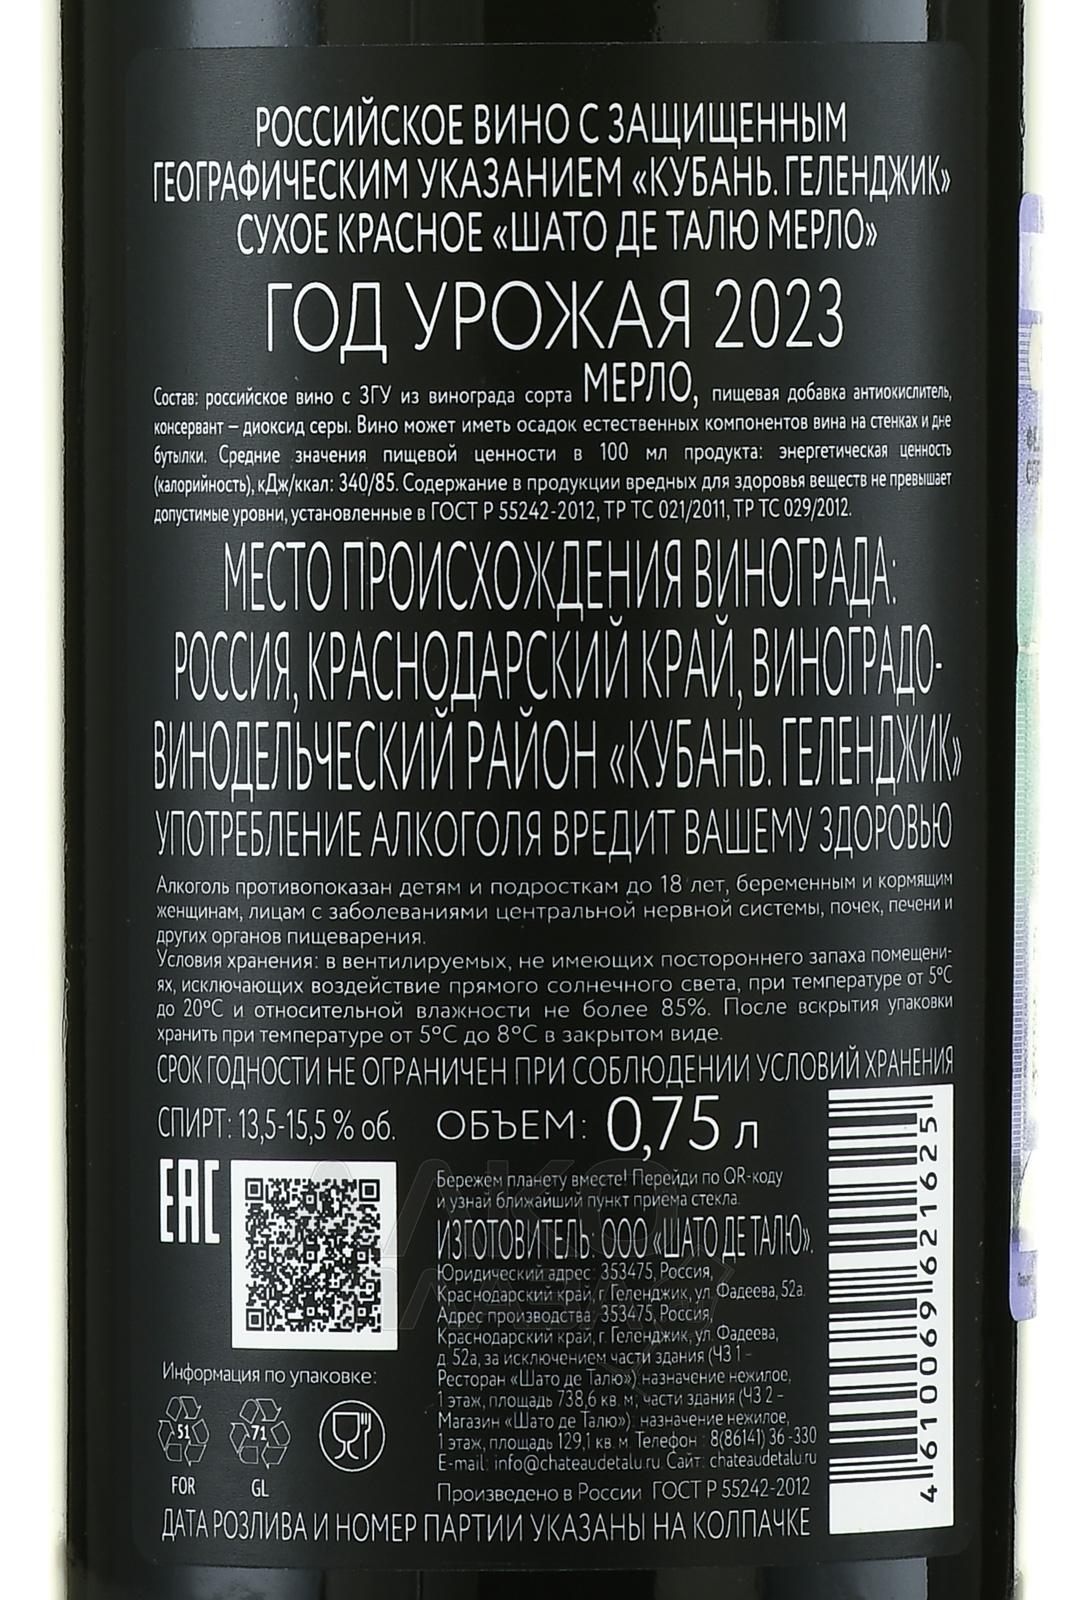 РОССИЙСКОЕ ВИНО С ЗАЩИЩЕННЫМ
ГЕОГРАФИЧЕСКИМ УКАЗАНИЕМ «КУБАНЬ. ГЕЛЕНДЖИК»
СУХОЕ КРАСНОЕ «ШАТО ДЕ ТАЛЮ МЕРЛО»
ГОД УРОЖАЯ 2023
Состав: российское вино с ЗГУ из винограда сорта МЕРЛО, пищевая добавка антиокислитель,
консервант – диоксид серы. Вино может иметь осадок естественных компонентов вина на стенках и дне
бутылки. Средние значения пищевой ценности в 100 мл продукта: энергетическая ценность
(калорийность), кДж/ккал: 340/85. Содержание в продукции вредных для здоровья веществ не превышает
допустимые уровни, установленные в ГОСТ Р 55242-2012, ТР ТС 021/2011, ТР ТС 029/2012.
МЕСТО ПРОИСХОЖДЕНИЯ ВИНОГРАДА:
РОССИЯ, КРАСНОДАРСКИЙ КРАЙ, ВИНОГРАДО-
ВИНОДЕЛЬЧЕСКИЙ РАЙОН «КУБАНЬ. ГЕЛЕНДЖИК»
УПОТРЕБЛЕНИЕ АЛКОГОЛЯ ВРЕДИТ ВАШЕМУ ЗДОРОВЬЮ
Алкоголь противопоказан детям и подросткам до 18 лет, беременным и кормящим
женщинам, лицам с заболеваниями центральной нервной системы, почек, печени и
других органов пищеварения.
Условия хранения: в вентилируемых, не имеющих постороннего запаха помещени-
ях, исключающих воздействие прямого солнечного света, при температуре от 5°С
до 20°С и относительной влажности не более 85%. После вскрытия упаковки
хранить при температуре от 5°С до 8°С в закрытом виде.
СРОК ГОДНОСТИ НЕ ОГРАНИЧЕН ПРИ СОБЛЮДЕНИИ УСЛОВИЙ ХРАНЕНИЯ
СПИРТ: 13,5-15,5 % об. ОБЪЕМ: 0,75 л
Бережём планету вместе! Перейди по QR-коду
и узнай ближайший пункт приема стекла.
ИЗГОТОВИТЕЛЬ: ООО «ШАТО ДЕ ТАЛЮ».
Юридический адрес: 353475, Россия,
Краснодарский край, г. Геленджик, ул. Фадеева, 52а.
Адрес производства: 353475, Россия,
Краснодарский край, г. Геленджик, ул. Фадеева,
д. 52а, за исключением части здания (ЧЗ 1 –
Ресторан «Шато де Талю») назначение нежилое,
1 этаж, площадь 738,6 кв. м; части здания (ЧЗ 2 –
Магазин «Шато де Талю»): назначение нежилое,
1 этаж, площадь 129,1 кв. м. Телефон : 8(86141) 36-330
E-mail: info@chateaudetalu.ru Сайт: chateaudetalu.ru
Произведено в России ГОСТ Р 55242-2012
EAC
Информация по упаковке:
51 71
FOR GL
ДАТА РОЗЛИВА И НОМЕР ПАРТИИ УКАЗАНЫ НА КОЛПАЧКЕ
4610069621625
АЛКО
ПЛАЗА